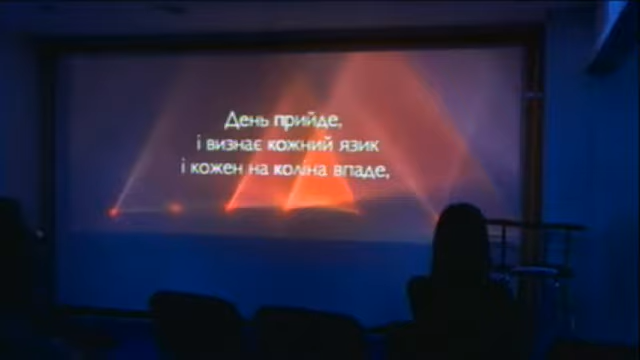 День прийде,
і визнає кожний язик
і кожен на коліна впаде,